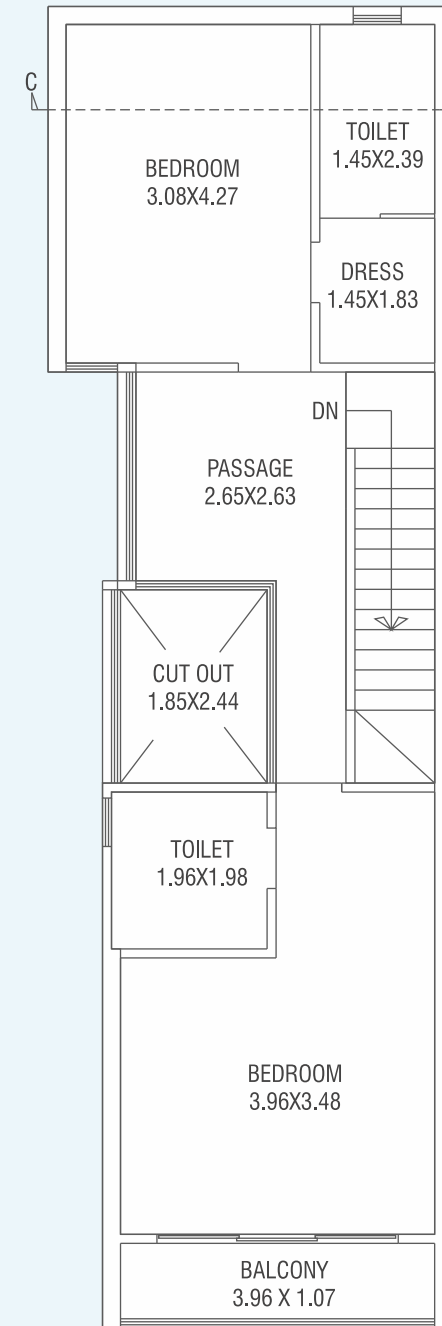 C
TOILET
1.45X2.39
BEDROOM
3.08X4.27
DRESS
1.45X1.83
DN
PASSAGE
2.65X2.63
CUT OUT
1.85X2.44
TOILET
1.96X1.98
BEDROOM
3.96X3.48
BALCONY
3.96 X 1.07